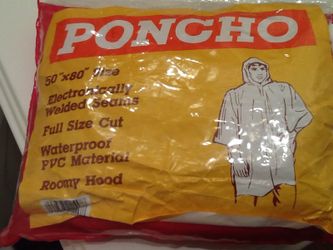 PONCHO
50"x80" Size
Electronically
Welded Seams
Full Size Cut
Waterproof
PVC Material
Roomy Hood